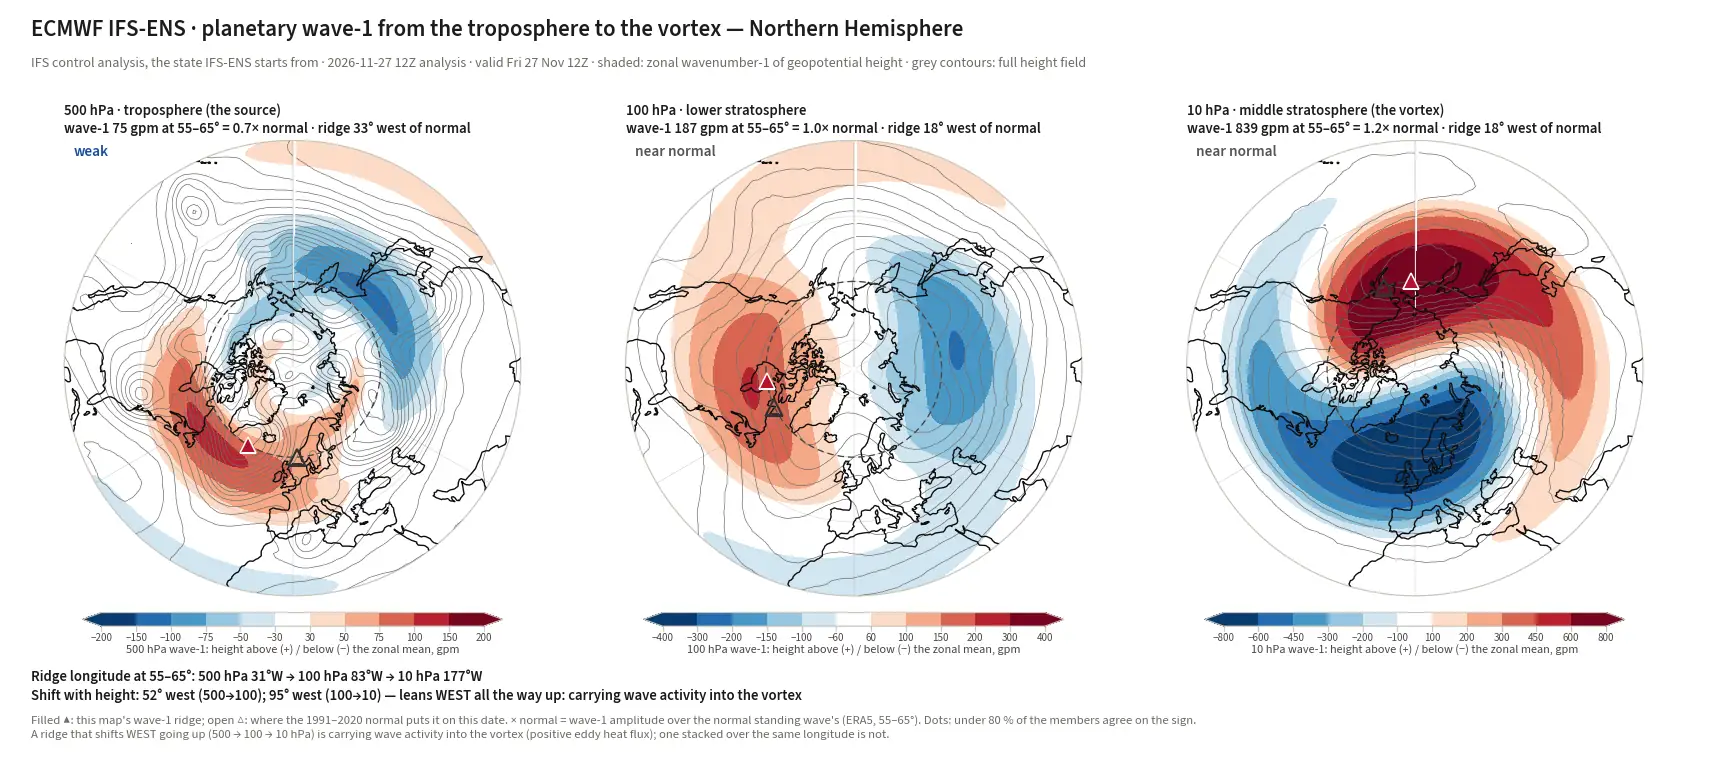 ECMWF IFS-ENS · planetary wave-1 from the troposphere to the vortex — Northern Hemisphere
IFS control analysis, the state IFS-ENS starts from · 2026-11-27 12Z analysis · valid Fri 27 Nov 12Z · shaded: zonal wavenumber-1 of geopotential height · grey contours: full height field
500 hPa · troposphere (the source)
wave-1 75 gpm at 55–65° = 0.7× normal · ridge 33° west of normal
weak
100 hPa · lower stratosphere
wave-1 187 gpm at 55–65° = 1.0× normal · ridge 18° west of normal
near normal
10 hPa · middle stratosphere (the vortex)
wave-1 839 gpm at 55–65° = 1.2× normal · ridge 18° west of normal
near normal
−200 −150 −100 −75 −50 −30 30 50 75 100 150 200
500 hPa wave-1: height above (+) / below (−) the zonal mean, gpm
−400 −300 −200 −150 −100 −60 60 100 150 200 300 400
100 hPa wave-1: height above (+) / below (−) the zonal mean, gpm
−800 −600 −450 −300 −200 −100 100 200 300 450 600 800
10 hPa wave-1: height above (+) / below (−) the zonal mean, gpm
Ridge longitude at 55–65°: 500 hPa 31°W → 100 hPa 83°W → 10 hPa 177°W
Shift with height: 52° west (500→100); 95° west (100→10) — leans WEST all the way up: carrying wave activity into the vortex
Filled ▲: this map's wave-1 ridge; open △: where the 1991–2020 normal puts it on this date. × normal = wave-1 amplitude over the normal standing wave's (ERA5, 55–65°). Dots: under 80 % of the members agree on the sign.
A ridge that shifts WEST going up (500 → 100 → 10 hPa) is carrying wave activity into the vortex (positive eddy heat flux); one stacked over the same longitude is not.